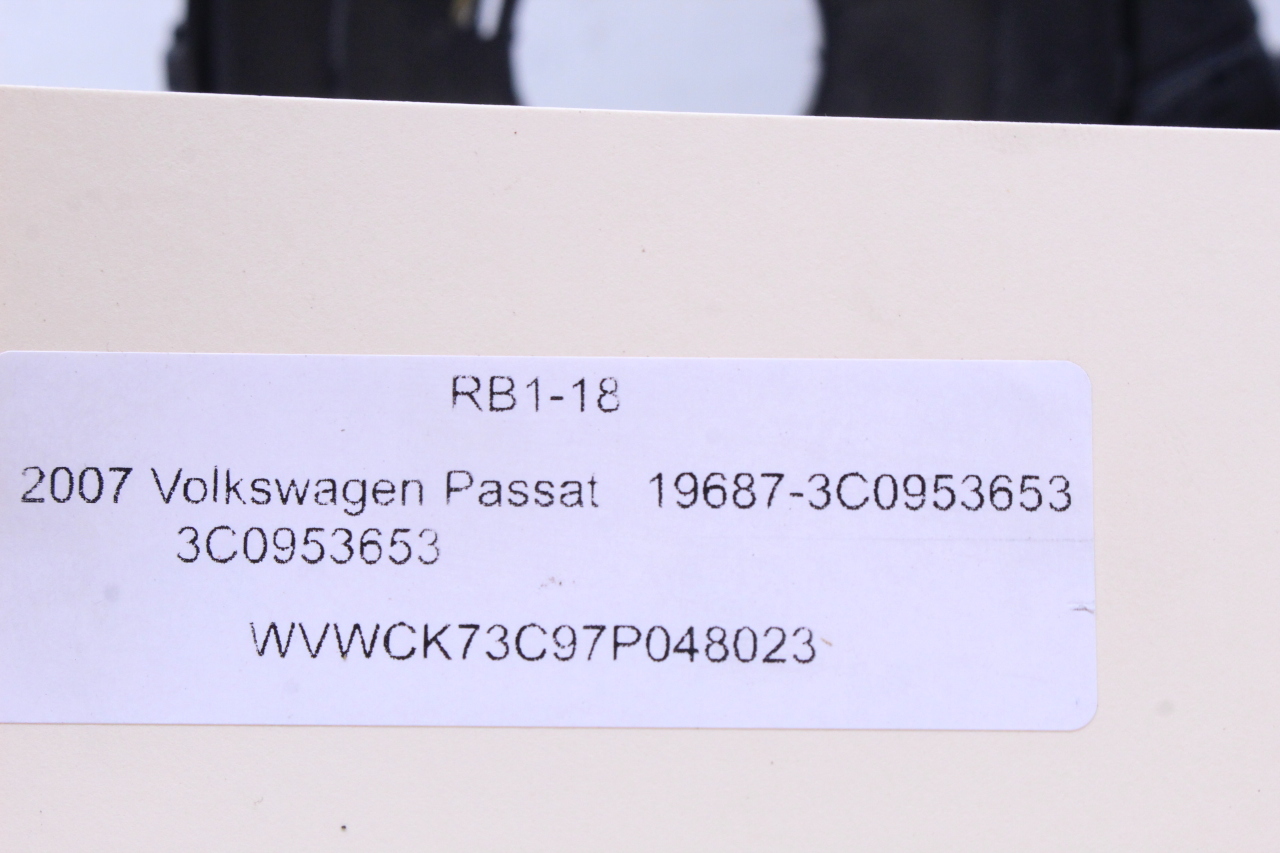 RB1-18
2007 Volkswagen Passat 19687-3C0953653
3C0953653
WVWCK73C97P048023